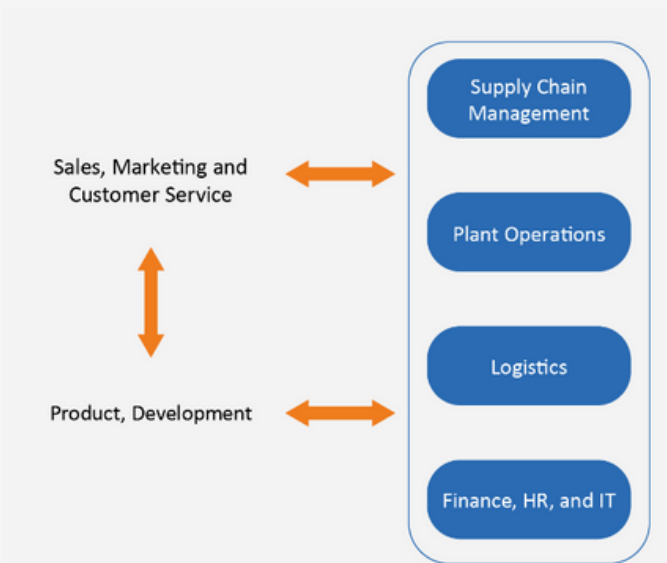 Supply Chain
Management
Sales, Marketing and
Customer Service
Plant Operations
Logistics
Product, Development
Finance, HR, and IT